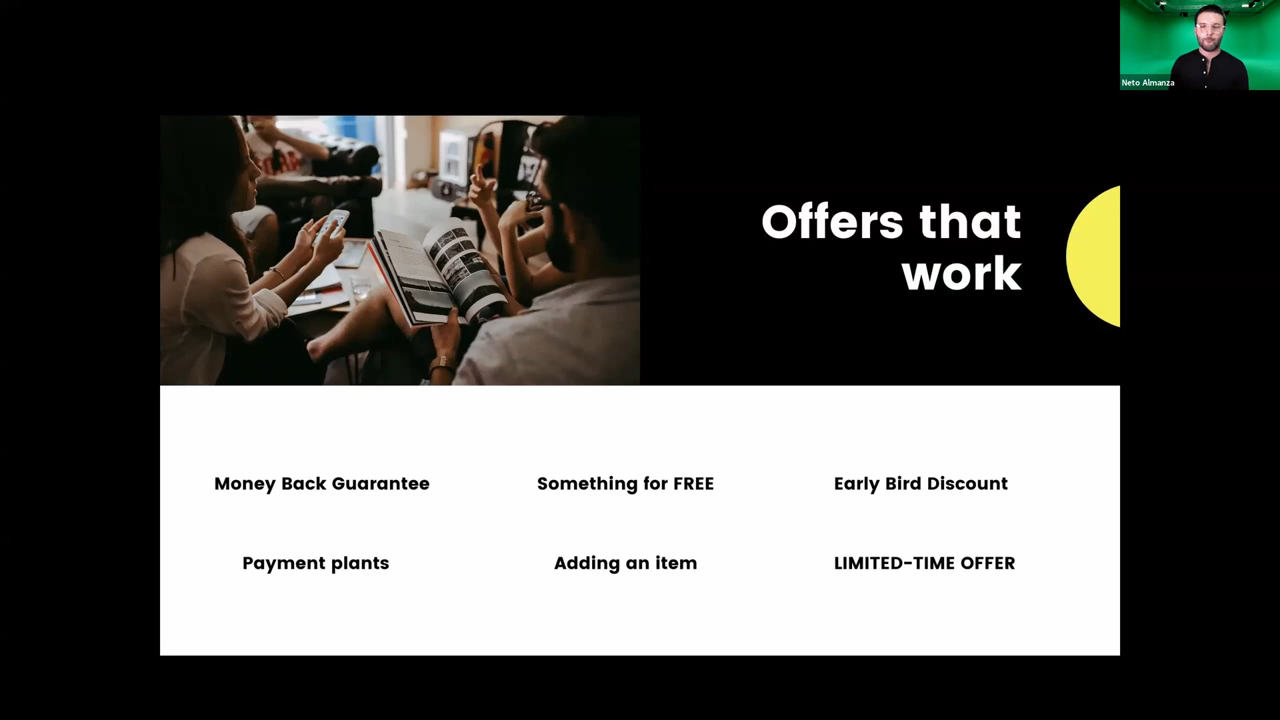 Neto Almanza
Offers that
work
Money Back Guarantee
Something for FREE
Early Bird Discount
Payment plants
Adding an item
LIMITED-TIME OFFER